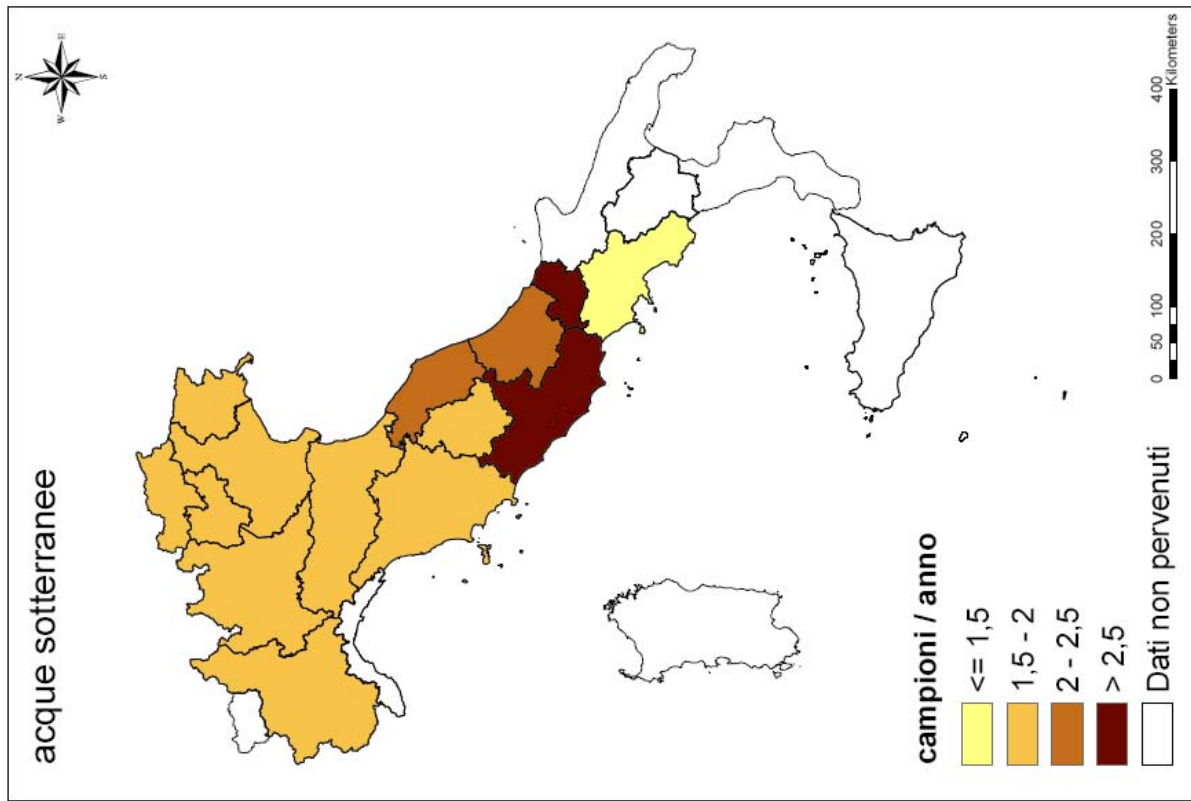 acque sotterranee
N
W E
S
campioni / anno
<= 1,5
1,5 - 2
2 - 2,5
> 2,5
Dati non pervenuti
0 50 100 200 300 400
Kilometers